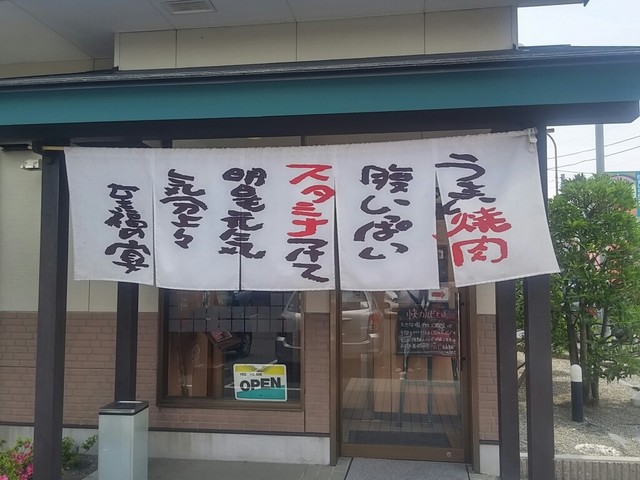 うまい焼肉
腹いっぱい
スタミナつけて
明日も元気
気分上々
至福の宴
OPEN